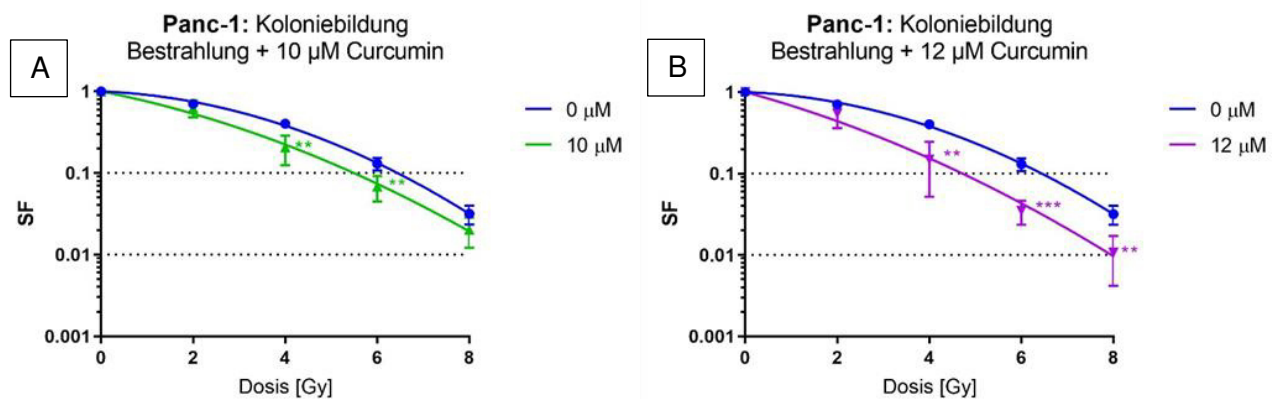 A
Panc-1: Koloniebildung
Bestrahlung + 10 µM Curcumin
1
0.1
0.01
0.001
SF
0
2
4
6
8
Dosis [Gy]
**
**
0 µM
10 µM
B
Panc-1: Koloniebildung
Bestrahlung + 12 µM Curcumin
1
0.1
0.01
0.001
SF
0
2
4
6
8
Dosis [Gy]
**
***
**
0 µM
12 µM